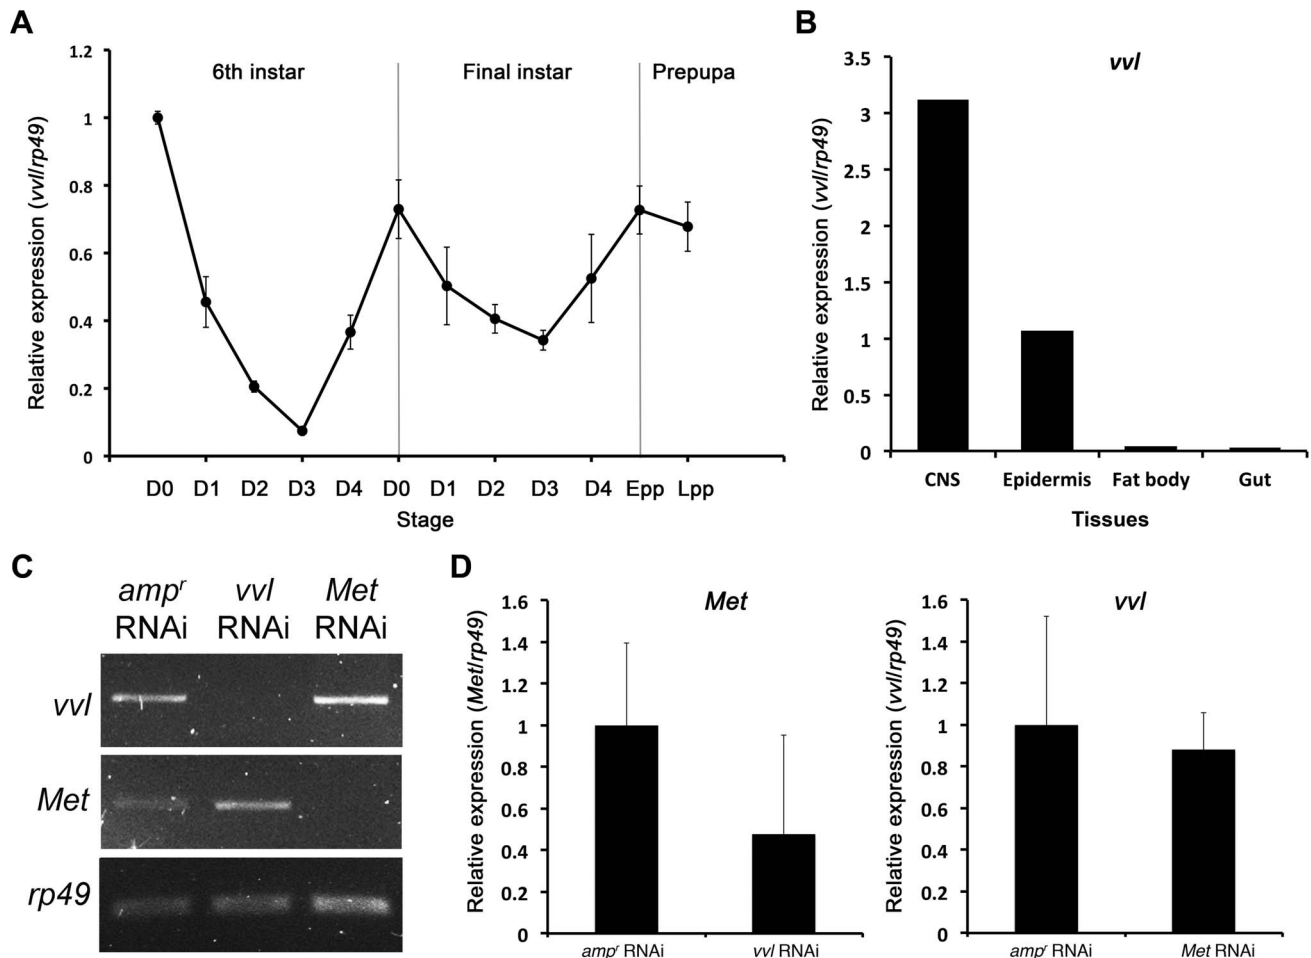 A
Relative expression (vvl/rp49)
1.2
1
0.8
0.6
0.4
0.2
0
6th instar
Final instar
Prepupa
D0 D1 D2 D3 D4 D0 D1 D2 D3 D4 Epp Lpp
Stage
B
vvl
Relative expression (vvl/rp49)
3.5
3
2.5
2
1.5
1
0.5
0
CNS Epidermis Fat body Gut
Tissues
C
ampʳ RNAi
vvl RNAi
Met RNAi
vvl
Met
rp49
D
Met
Relative expression (Met/rp49)
1.6
1.4
1.2
1
0.8
0.6
0.4
0.2
0
ampʳ RNAi vvl RNAi
vvl
Relative expression (vvl/rp49)
1.6
1.4
1.2
1
0.8
0.6
0.4
0.2
0
ampʳ RNAi Met RNAi